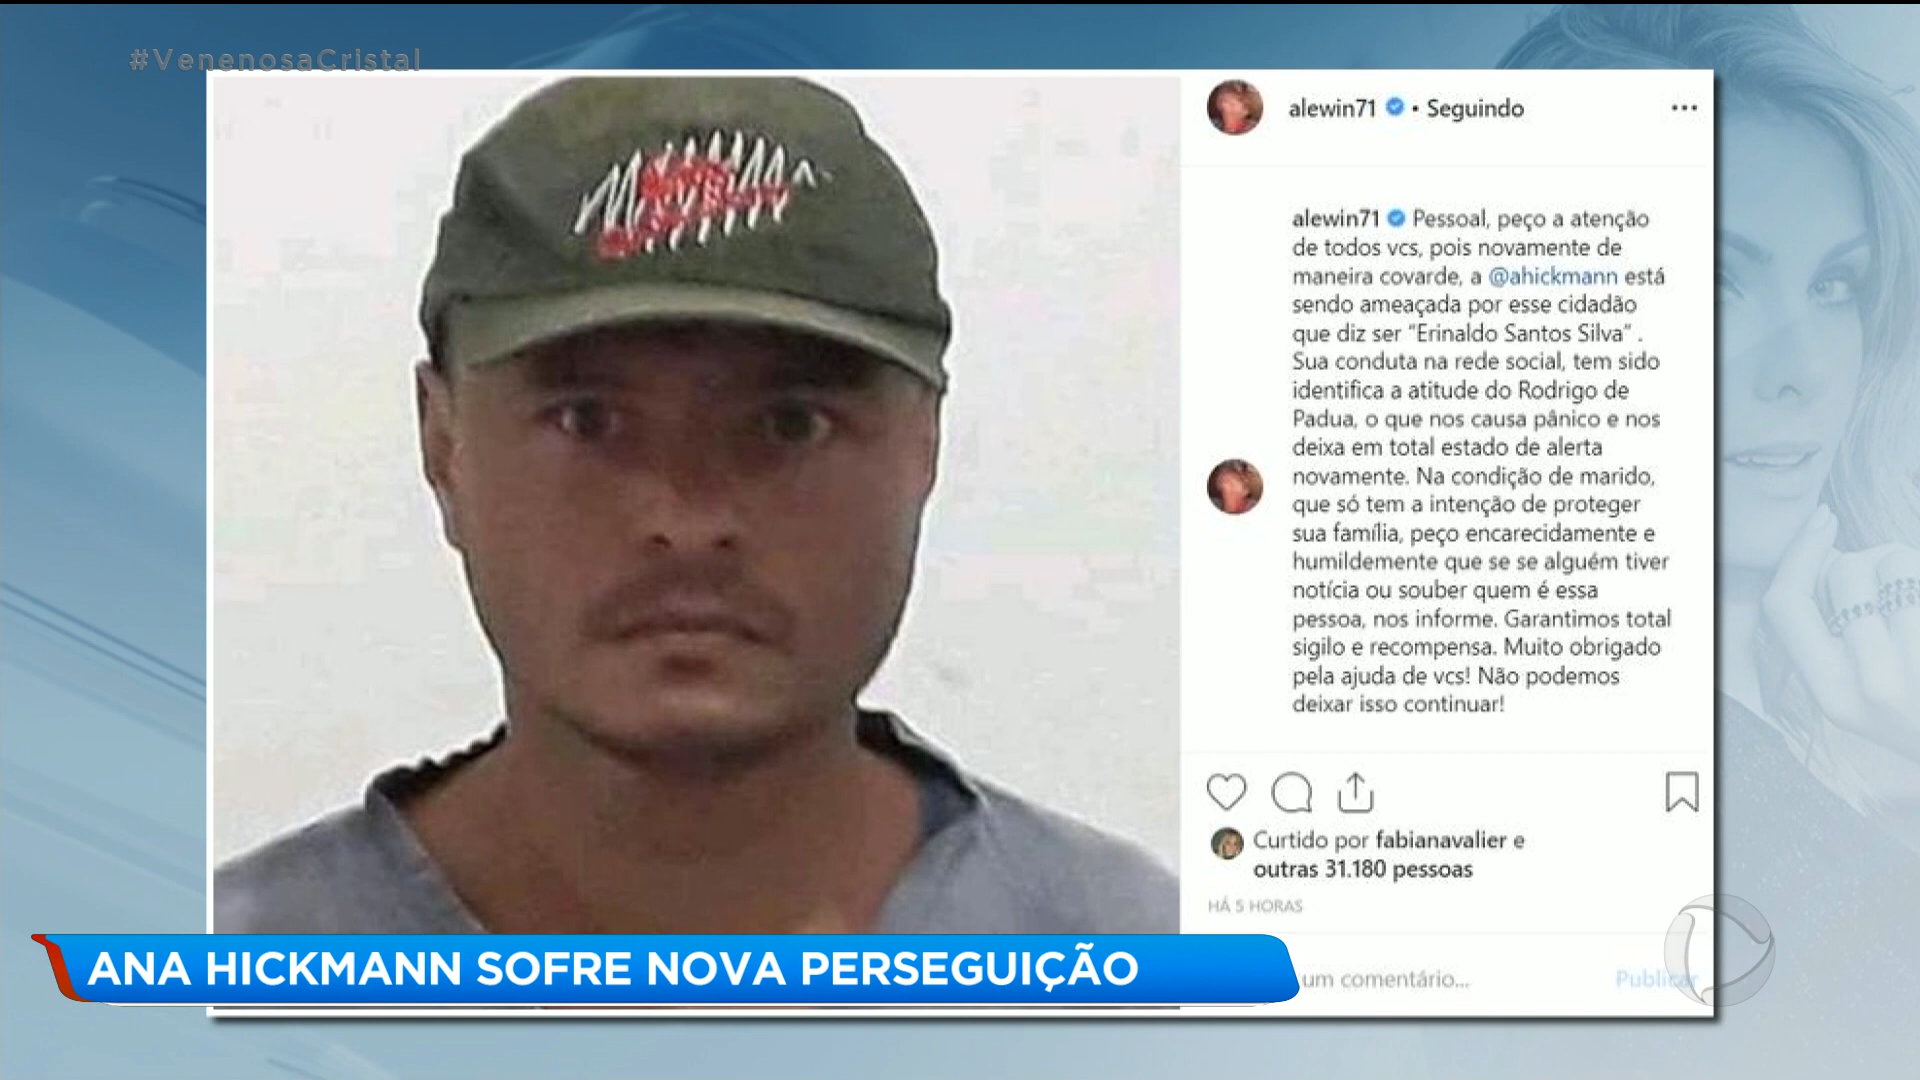 #VenenosaCristal
alewin71 • Seguindo
alewin71 Pessoal, peço a atenção
de todos vcs, pois novamente de
maneira covarde, a @ahickmann está
sendo ameaçada por esse cidadão
que diz ser “Erinaldo Santos Silva” .
Sua conduta na rede social, tem sido
identifica a atitude do Rodrigo de
Padua, o que nos causa pânico e nos
deixa em total estado de alerta
novamente. Na condição de marido,
que só tem a intenção de proteger
sua família, peço encarecidamente e
humildemente que se se alguém tiver
notícia ou souber quem é essa
pessoa, nos informe. Garantimos total
sigilo e recompensa. Muito obrigado
pela ajuda de vcs! Não podemos
deixar isso continuar!
Curtido por fabianavalier e
outras 31.180 pessoas
HÁ 5 HORAS
um comentário... Publicar
ANA HICKMANN SOFRE NOVA PERSEGUIÇÃO